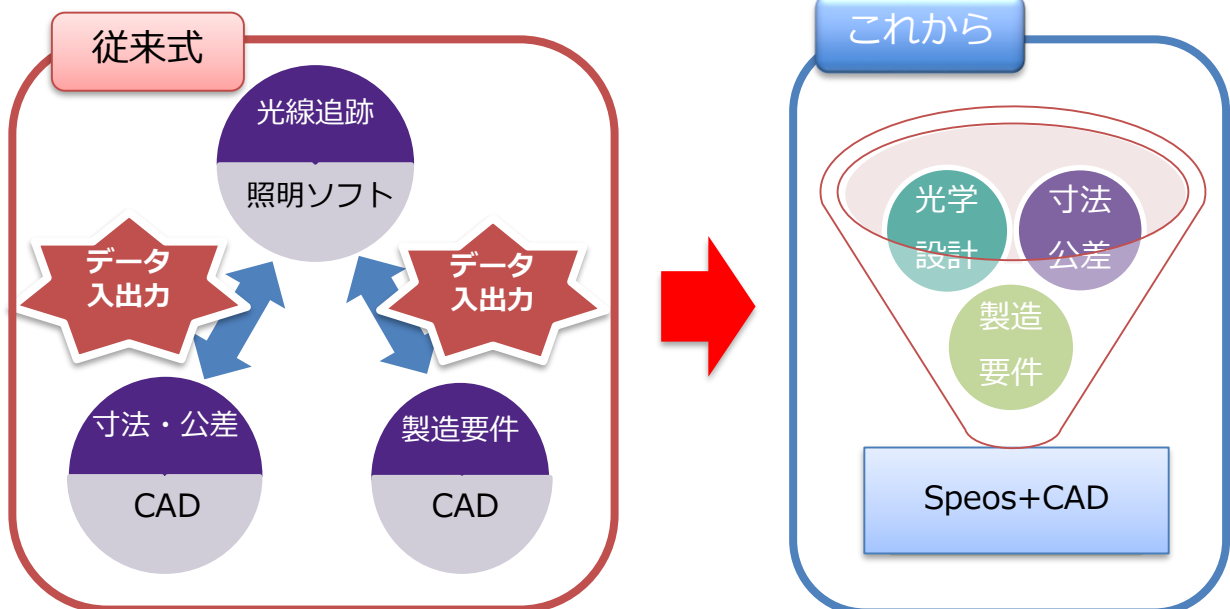 従来式
光線追跡
照明ソフト
データ
入出力
データ
入出力
寸法・公差
CAD
製造要件
CAD
これから
光学
設計
寸法
公差
製造
要件
Speos+CAD